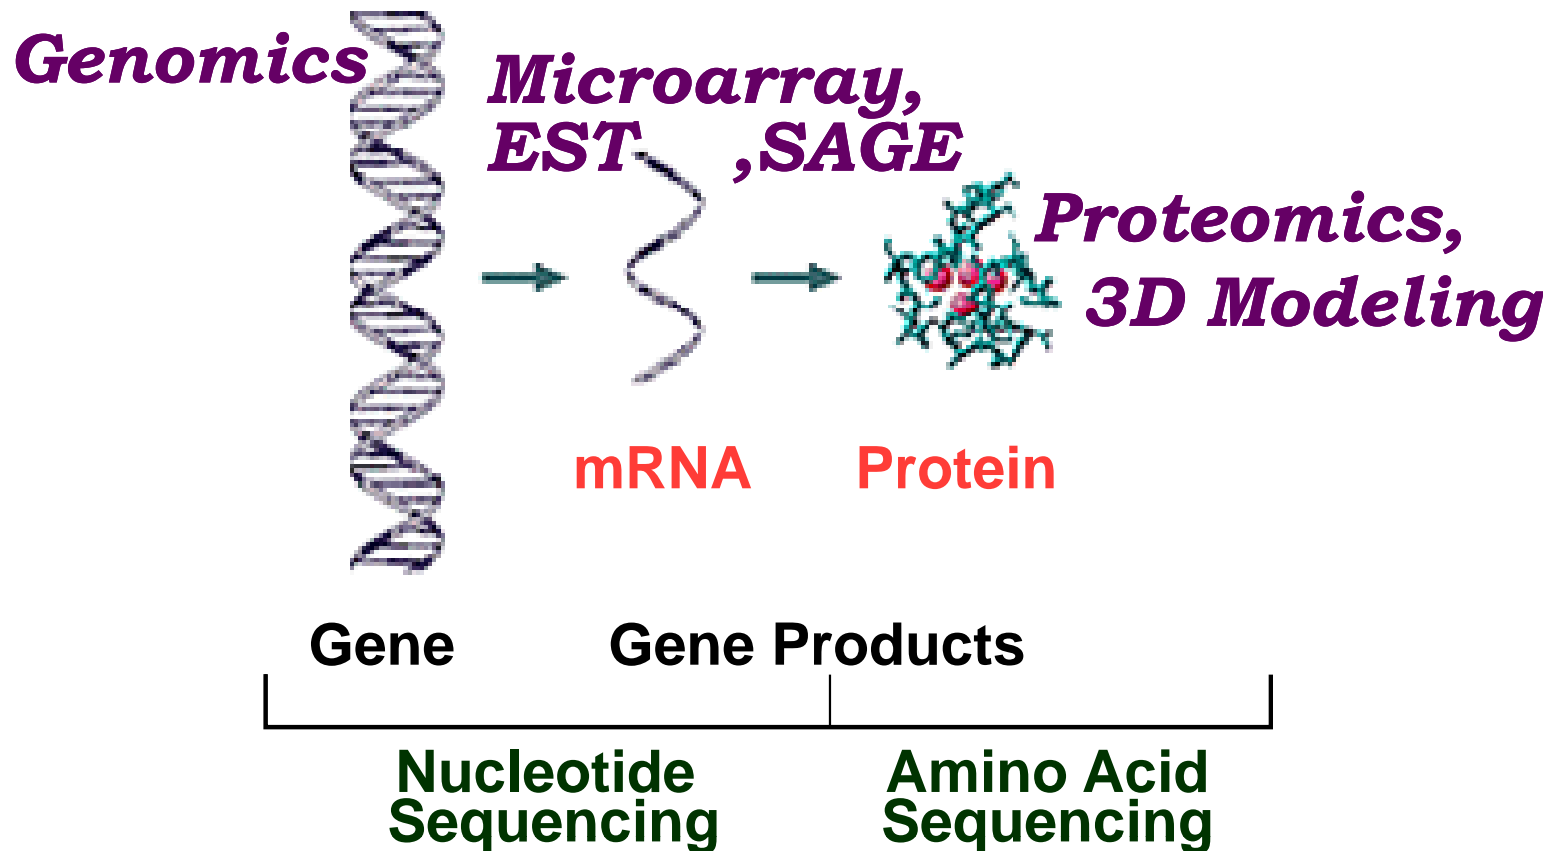 Genomics
Microarray,
EST ,SAGE
Proteomics,
3D Modeling
mRNA
Protein
Gene
Gene Products
Nucleotide
Sequencing
Amino Acid
Sequencing